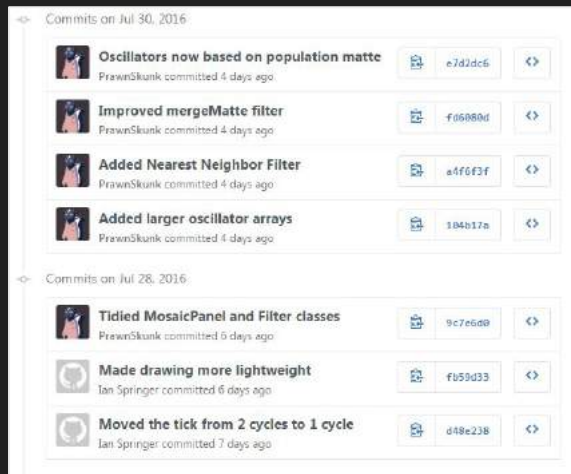 Commits on Jul 30, 2016
Oscillators now based on population matte
e7d2dc6
PrawnSkunk committed 4 days ago
Improved mergeMatte filter
fd6080d
PrawnSkunk committed 4 days ago
Added Nearest Neighbor Filter
a4f6f3f
PrawnSkunk committed 4 days ago
Added larger oscillator arrays
104b17a
PrawnSkunk committed 4 days ago
Commits on Jul 28, 2016
Tidied MosaicPanel and Filter classes
9c7e6d0
PrawnSkunk committed 6 days ago
Made drawing more lightweight
fb59d33
Ian Springer committed 6 days ago
Moved the tick from 2 cycles to 1 cycle
d48e238
Ian Springer committed 7 days ago